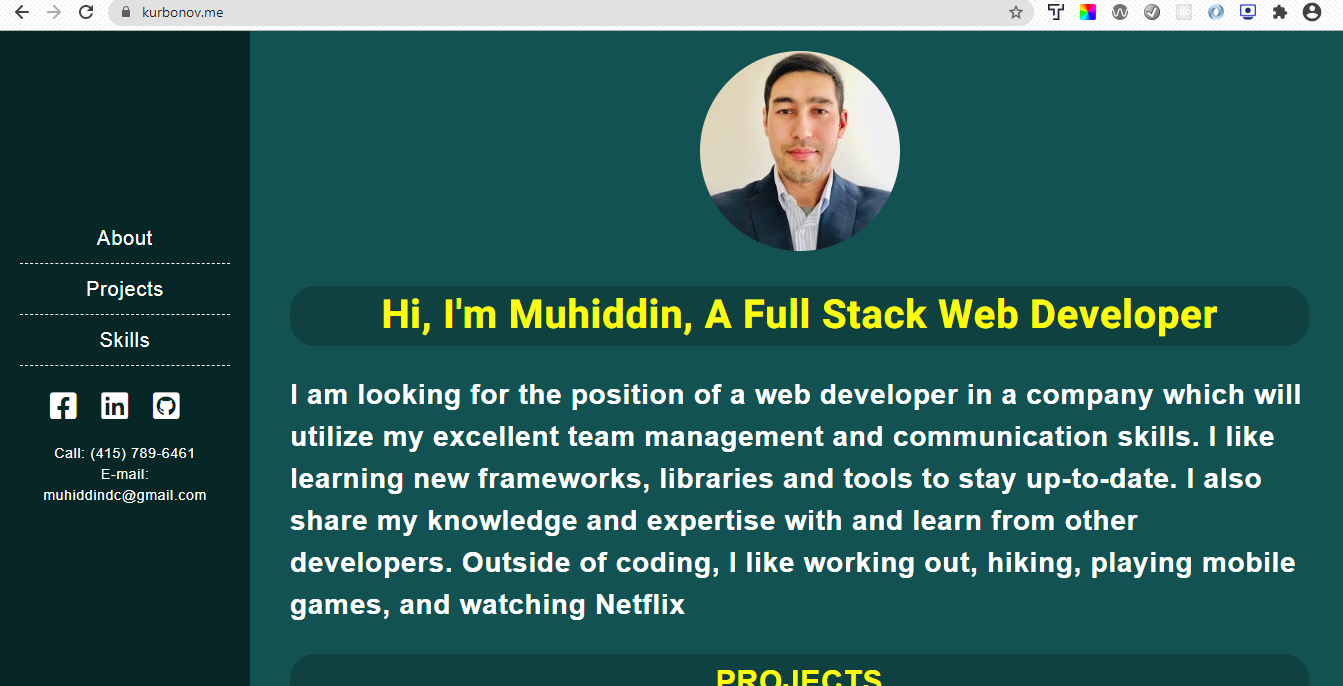 kurbonov.me
About
Projects
Skills
Call: (415) 789-6461
E-mail:
muhiddindc@gmail.com
Hi, I'm Muhiddin, A Full Stack Web Developer
I am looking for the position of a web developer in a company which will
utilize my excellent team management and communication skills. I like
learning new frameworks, libraries and tools to stay up-to-date. I also
share my knowledge and expertise with and learn from other
developers. Outside of coding, I like working out, hiking, playing mobile
games, and watching Netflix
PROJECTS